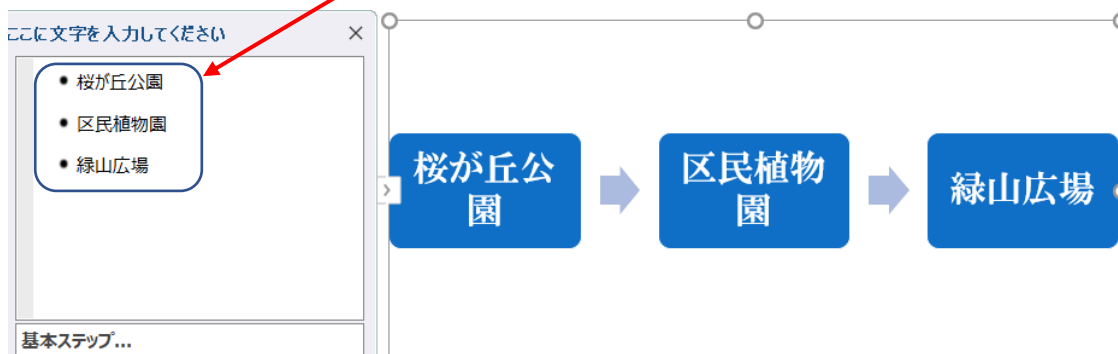 ここに文字を入力してください
• 桜が丘公園
• 区民植物園
• 緑山広場
基本ステップ...
桜が丘公
園
区民植物
園
緑山広場